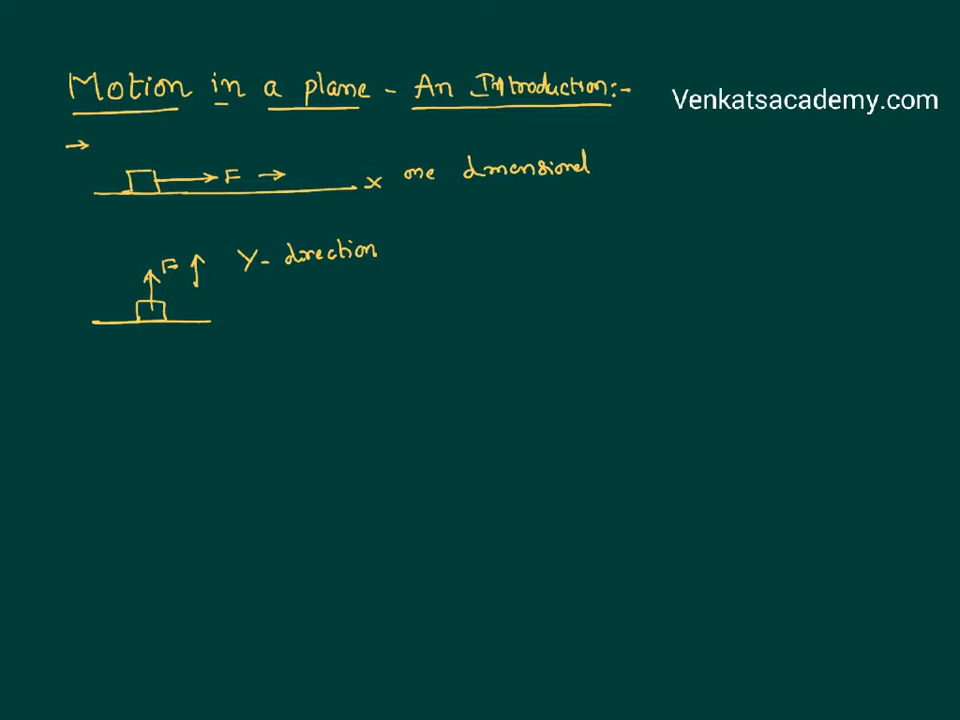 Motion in a plane - An Introduction:-
Venkatsacademy.com
→ F → x one dimensional
F ↑ Y- direction